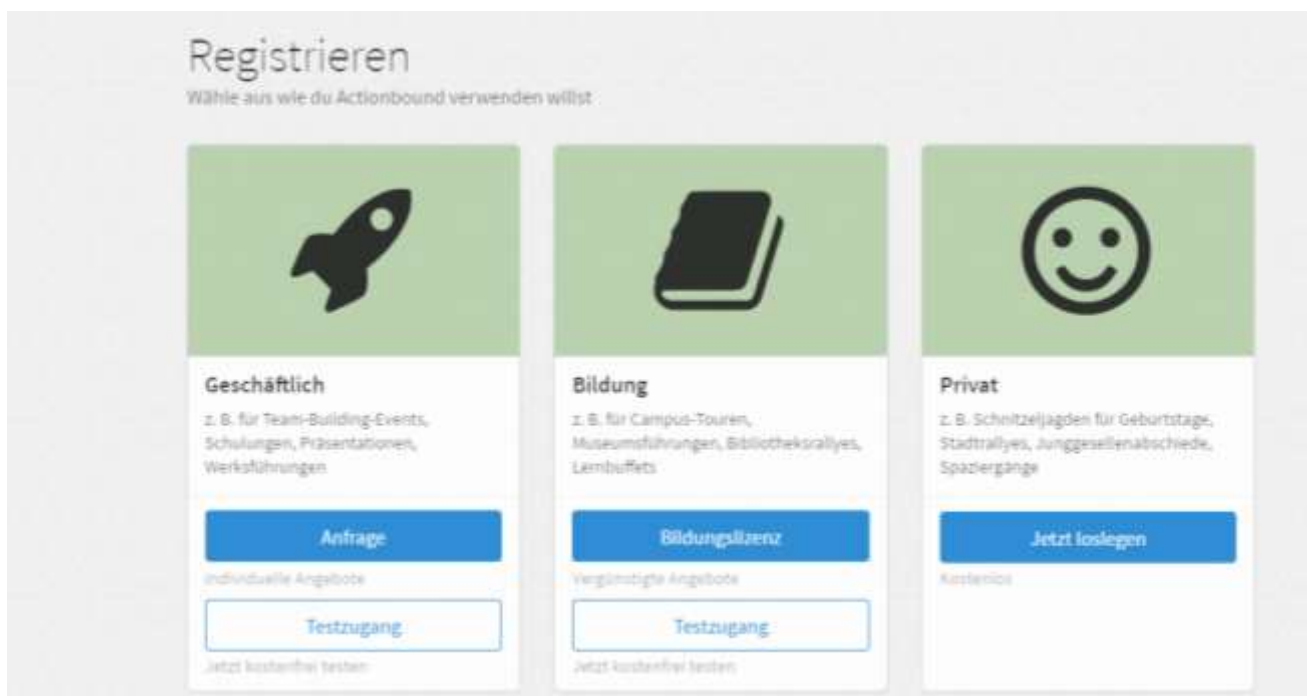 Registrieren
Wähle aus wie du Actionbound verwenden willst
Geschäftlich
z. B. für Team-Building-Events,
Schulungen, Präsentationen,
Werksführungen
Anfrage
Individuelle Angebote
Testzugang
Jetzt kostenfrei testen
Bildung
z. B. für Campus-Touren,
Museumsführungen, Bibliotheksrallyes,
Lernbuffets
Bildungslizenz
Vergünstigte Angebote
Testzugang
Jetzt kostenfrei testen
Privat
z. B. Schnitzeljagden für Geburtstage,
Stadtrallyes, Junggesellenabschiede,
Spaziergänge
Jetzt loslegen
Kostenlos